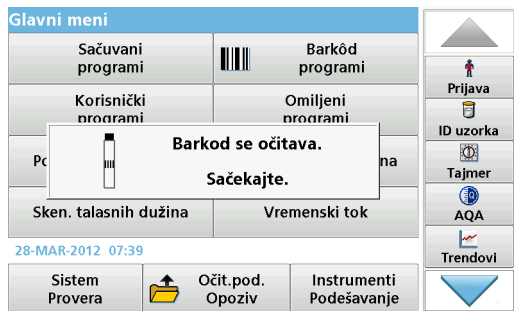 Glavni meni
Sačuvani
programi
Barkôd
programi
Korisnički
programi
Omiljeni
programi
Barkod se očitava.
Sačekajte.
Sken. talasnih dužina
Vremenski tok
28-MAR-2012 07:39
Sistem
Provera
Očit.pod.
Opoziv
Instrumenti
Podešavanje
Prijava
ID uzorka
Tajmer
AQA
Trendovi